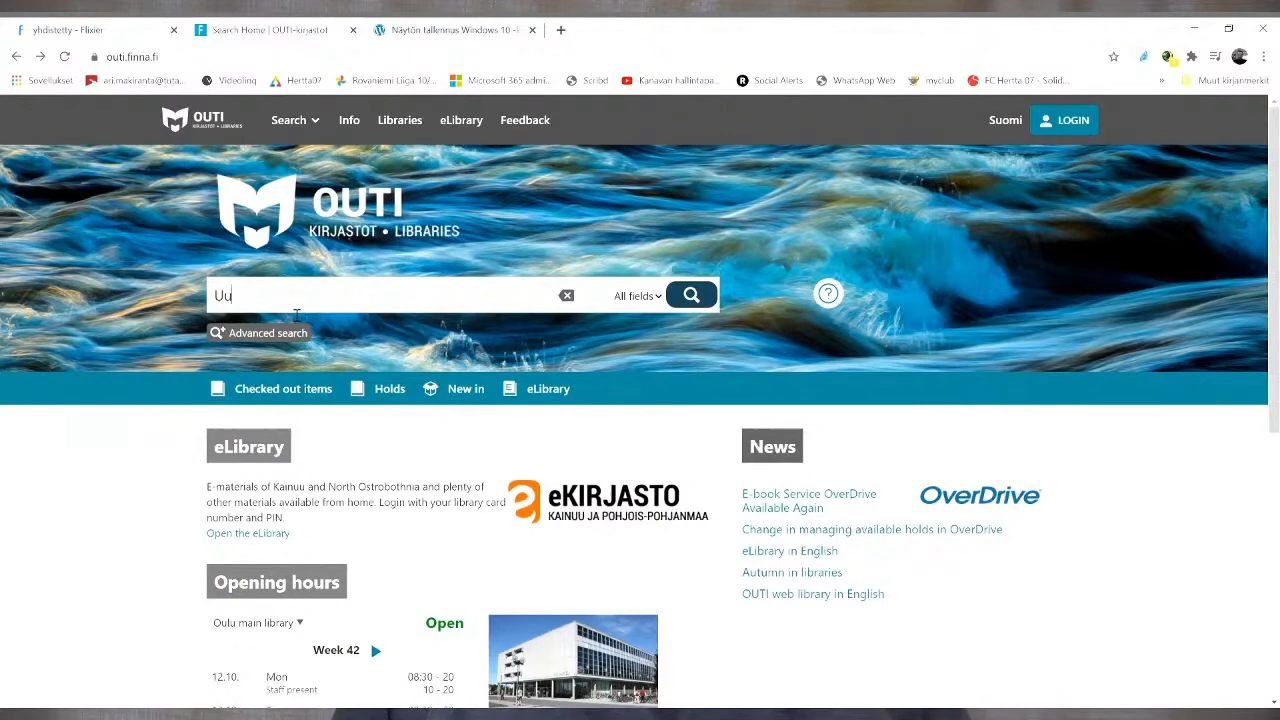 yhdistetty - Flixier
Search Home | OUTI-kirjastot
Näytön tallennus Windows 10 -
outi.finna.fi
Sovellukset
ari.makiranta@tuta...
Videolinq
Hertta07
Rovaniemi Liiga 10/...
Microsoft 365 admi...
Scribd
Kanavan hallintapa...
Social Alerts
WhatsApp Web
myclub
FC Hertta 07 - Solid...
»
Muut kirjanmerkit
OUTI
KIRJASTOT • LIBRARIES
Search
Info
Libraries
eLibrary
Feedback
Suomi
LOGIN
OUTI
KIRJASTOT • LIBRARIES
Uu
All fields
?
Advanced search
Checked out items
Holds
New in
eLibrary
eLibrary
E-materials of Kainuu and North Ostrobothnia and plenty of
other materials available from home. Login with your library card
number and PIN.
Open the eLibrary
eKIRJASTO
KAINUU JA POHJOIS-POHJANMAA
News
E-book Service OverDrive
Available Again
OverDrive
Change in managing available holds in OverDrive
eLibrary in English
Autumn in libraries
OUTI web library in English
Opening hours
Oulu main library
Open
Week 42
12.10.
Mon
08:30 - 20
Staff present
10 - 20